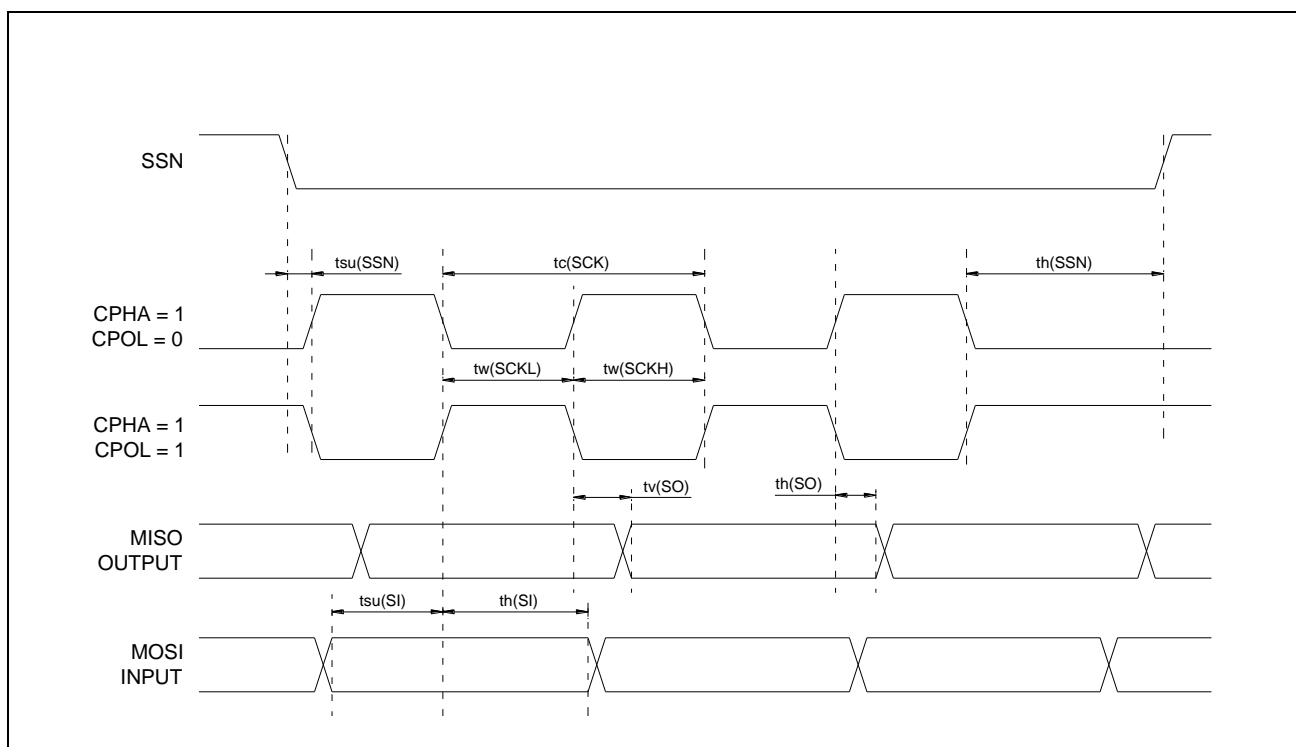 SSN
tsu(SSN)
tc(SCK)
th(SSN)
CPHA = 1
CPOL = 0
tw(SCKL)
tw(SCKH)
CPHA = 1
CPOL = 1
tv(SO)
th(SO)
MISO
OUTPUT
tsu(SI)
th(SI)
MOSI
INPUT